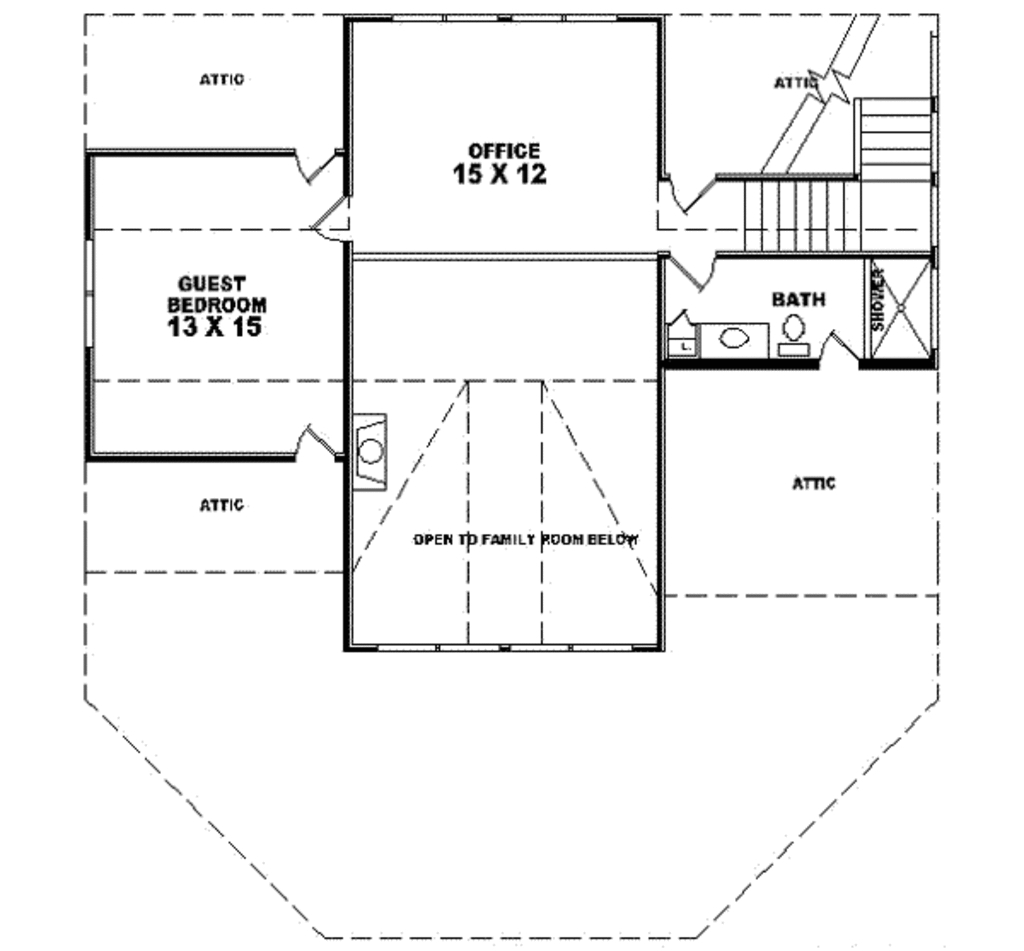 ATTIC
ATTIC
OFFICE
15 X 12
GUEST
BEDROOM
13 X 15
BATH
SHOWER
L
ATTIC
ATTIC
OPEN TO FAMILY ROOM BELOW